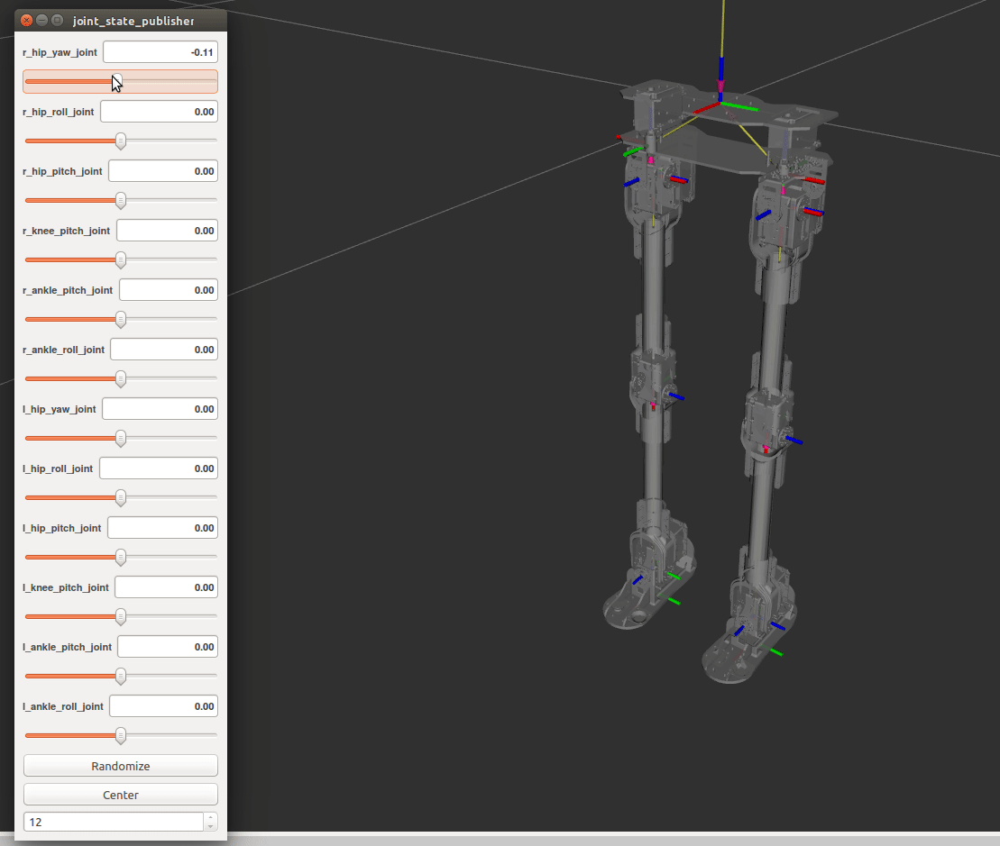 joint_state_publisher
r_hip_yaw_joint -0.11
r_hip_roll_joint 0.00
r_hip_pitch_joint 0.00
r_knee_pitch_joint 0.00
r_ankle_pitch_joint 0.00
r_ankle_roll_joint 0.00
l_hip_yaw_joint 0.00
l_hip_roll_joint 0.00
l_hip_pitch_joint 0.00
l_knee_pitch_joint 0.00
l_ankle_pitch_joint 0.00
l_ankle_roll_joint 0.00
Randomize
Center
12